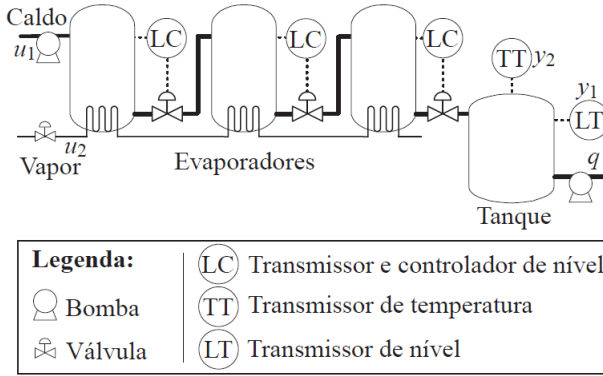 Caldo
u1
LC
LC
LC
TT y2
y1
LT
q
u2
Vapor
Evaporadores
Tanque
Legenda:
LC Transmissor e controlador de nível
Bomba
TT Transmissor de temperatura
Válvula
LT Transmissor de nível